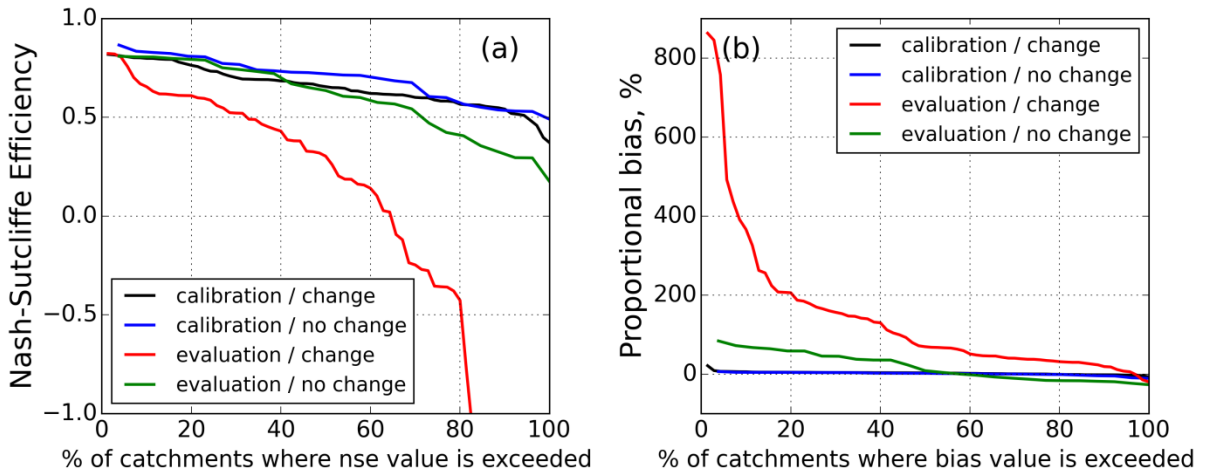 (a)
Nash-Sutcliffe Efficiency
1.0
0.5
0.0
−0.5
−1.0
calibration / change
calibration / no change
evaluation / change
evaluation / no change
0 20 40 60 80 100
% of catchments where nse value is exceeded
(b)
Proportional bias, %
800
600
400
200
0
calibration / change
calibration / no change
evaluation / change
evaluation / no change
0 20 40 60 80 100
% of catchments where bias value is exceeded